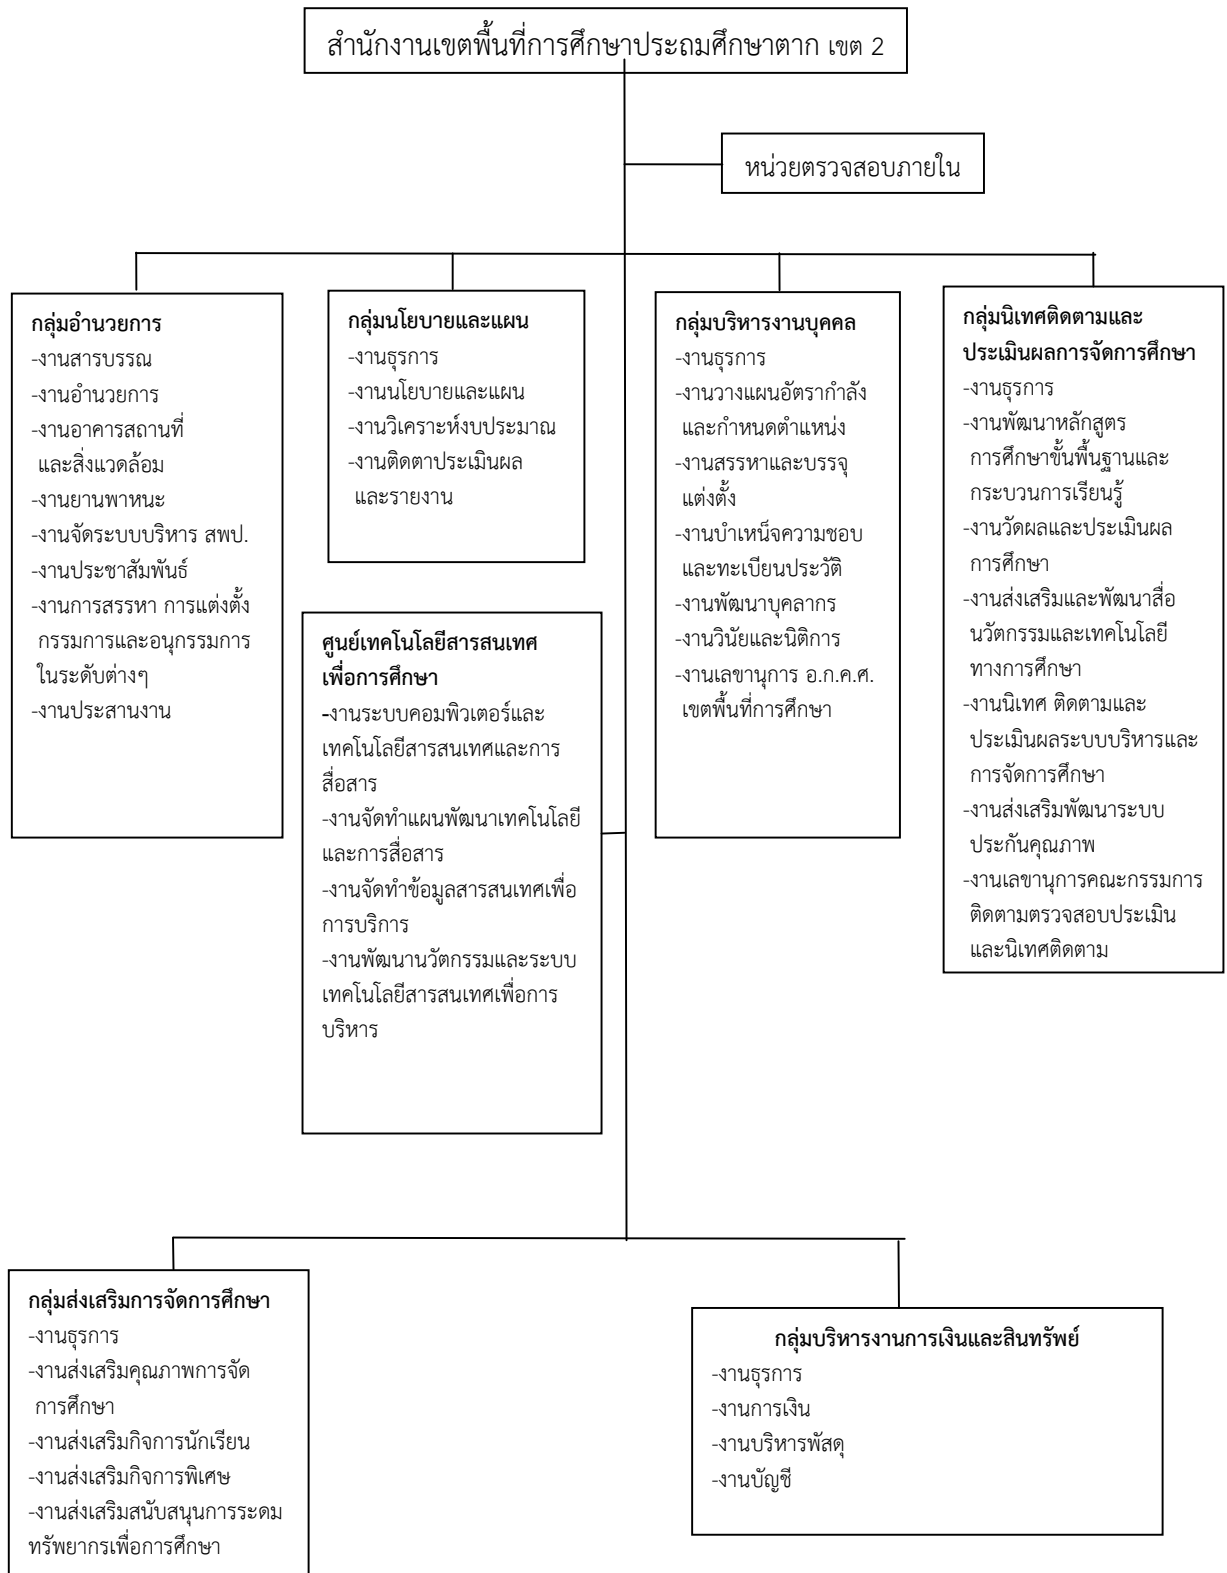 สำนักงานเขตพื้นที่การศึกษาประถมศึกษาตาก เขต 2
หน่วยตรวจสอบภายใน
กลุ่มอำนวยการ
-งานสารบรรณ
-งานอำนวยการ
-งานอาคารสถานที่
และสิ่งแวดล้อม
-งานยานพาหนะ
-งานจัดระบบบริหาร สพป.
-งานประชาสัมพันธ์
-งานการสรรหา การแต่งตั้ง
กรรมการและอนุกรรมการ
ในระดับต่างๆ
-งานประสานงาน
กลุ่มนโยบายและแผน
-งานธุรการ
-งานนโยบายและแผน
-งานวิเคราะห์งบประมาณ
-งานติดตาประเมินผล
และรายงาน
กลุ่มบริหารงานบุคคล
-งานธุรการ
-งานวางแผนอัตรากำลัง
และกำหนดตำแหน่ง
-งานสรรหาและบรรจุ
แต่งตั้ง
-งานบำเหน็จความชอบ
และทะเบียนประวัติ
-งานพัฒนาบุคลากร
-งานวินัยและนิติการ
-งานเลขานุการ อ.ก.ค.ศ.
เขตพื้นที่การศึกษา
กลุ่มนิเทศติดตามและ
ประเมินผลการจัดการศึกษา
-งานธุรการ
-งานพัฒนาหลักสูตร
การศึกษาขั้นพื้นฐานและ
กระบวนการเรียนรู้
-งานวัดผลและประเมินผล
การศึกษา
-งานส่งเสริมและพัฒนาสื่อ
นวัตกรรมและเทคโนโลยี
ทางการศึกษา
-งานนิเทศ ติดตามและ
ประเมินผลระบบบริหารและ
การจัดการศึกษา
-งานส่งเสริมพัฒนาระบบ
ประกันคุณภาพ
-งานเลขานุการคณะกรรมการ
ติดตามตรวจสอบประเมิน
และนิเทศติดตาม
ศูนย์เทคโนโลยีสารสนเทศ
เพื่อการศึกษา
-งานระบบคอมพิวเตอร์และ
เทคโนโลยีสารสนเทศและการ
สื่อสาร
-งานจัดทำแผนพัฒนาเทคโนโลยี
และการสื่อสาร
-งานจัดทำข้อมูลสารสนเทศเพื่อ
การบริการ
-งานพัฒนานวัตกรรมและระบบ
เทคโนโลยีสารสนเทศเพื่อการ
บริหาร
กลุ่มส่งเสริมการจัดการศึกษา
-งานธุรการ
-งานส่งเสริมคุณภาพการจัด
การศึกษา
-งานส่งเสริมกิจการนักเรียน
-งานส่งเสริมกิจการพิเศษ
-งานส่งเสริมสนับสนุนการระดม
ทรัพยากรเพื่อการศึกษา
กลุ่มบริหารงานการเงินและสินทรัพย์
-งานธุรการ
-งานการเงิน
-งานบริหารพัสดุ
-งานบัญชี